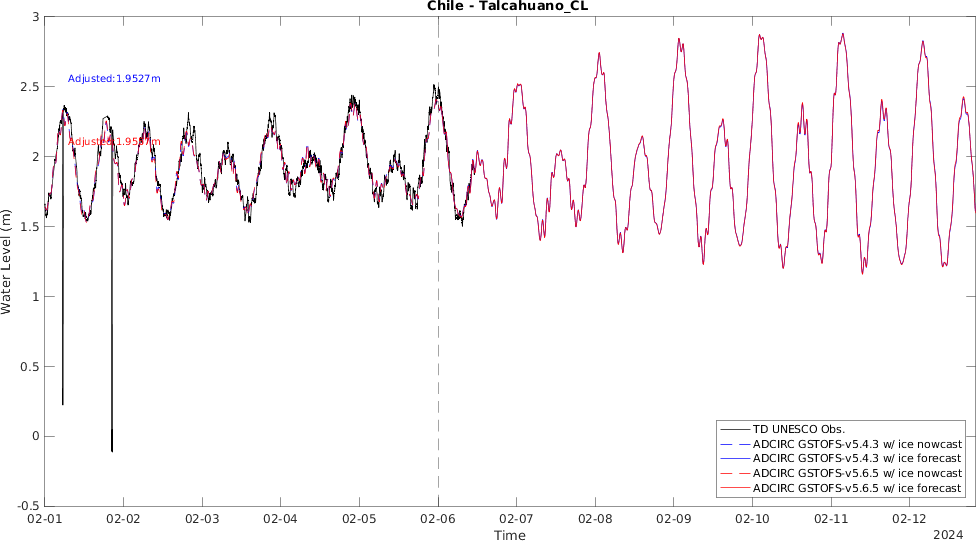 Chile - Talcahuano_CL
3
2.5
2
1.5
1
0.5
0
-0.5
Water Level (m)
Adjusted:1.9527m
02-01 02-02 02-03 02-04 02-05 02-06 02-07 02-08 02-09 02-10 02-11 02-12
Time
2024
TD UNESCO Obs.
ADCIRC GSTOFS-v5.4.3 w/ ice nowcast
ADCIRC GSTOFS-v5.4.3 w/ ice forecast
ADCIRC GSTOFS-v5.6.5 w/ ice nowcast
ADCIRC GSTOFS-v5.6.5 w/ ice forecast